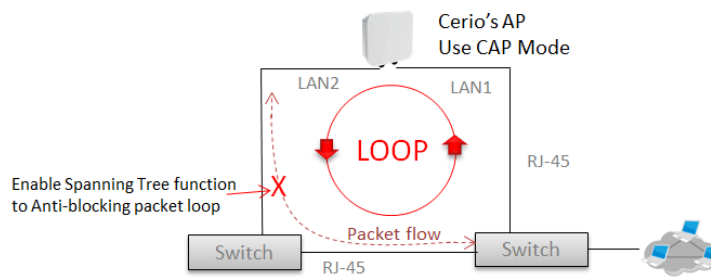 Cerio's AP
Use CAP Mode
LAN2
LAN1
LOOP
RJ-45
Enable Spanning Tree function
to Anti-blocking packet loop
X
Packet flow
Switch
Switch
RJ-45